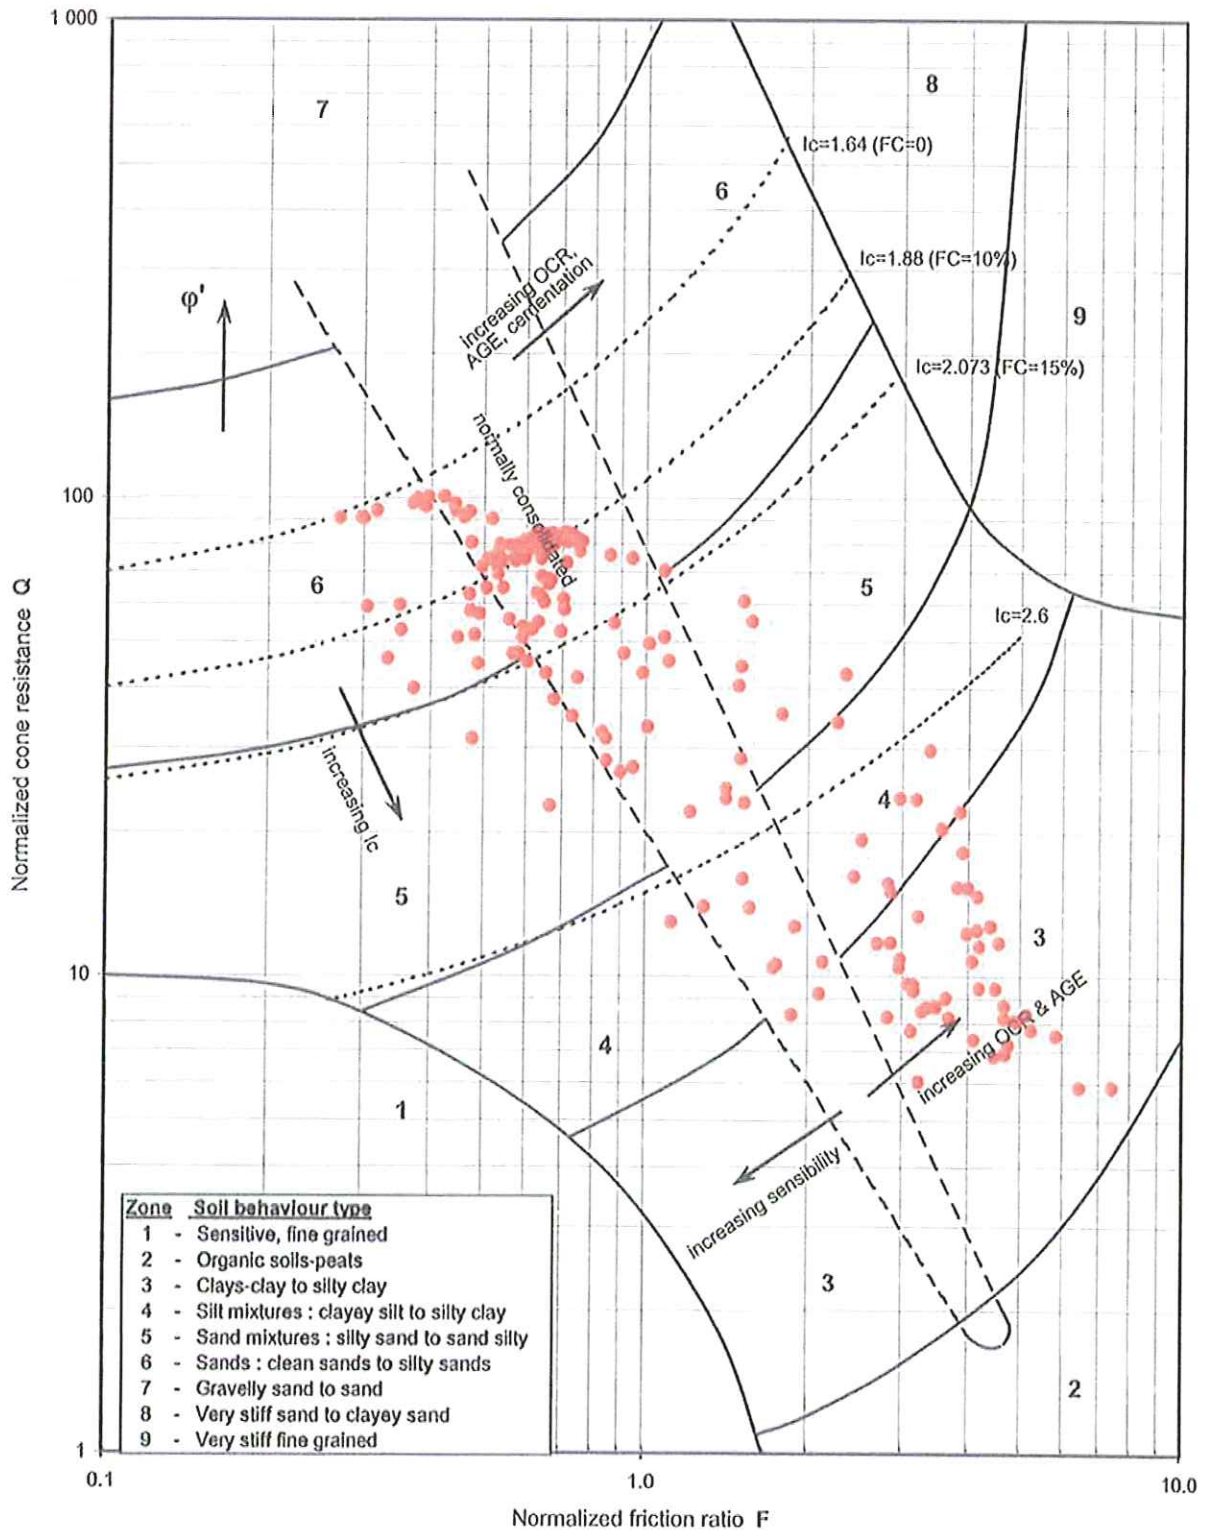 1 000
7
8
Ic=1.64 (FC=0)
6
Ic=1.88 (FC=10%)
φ'
increasing OCR,
AGE, cementation
9
Ic=2.073 (FC=15%)
normally consolidated
100
6
5
Ic=2.6
Normalized cone resistance Q
increasing Ic
4
5
3
10
increasing OCR & AGE
4
1
increasing sensibility
3
2
Zone Soil behaviour type
1 - Sensitive, fine grained
2 - Organic soils-peats
3 - Clays-clay to silty clay
4 - Silt mixtures : clayey silt to silty clay
5 - Sand mixtures : silty sand to sand silty
6 - Sands : clean sands to silty sands
7 - Gravelly sand to sand
8 - Very stiff sand to clayey sand
9 - Very stiff fine grained
1
0.1
1.0
10.0
Normalized friction ratio F